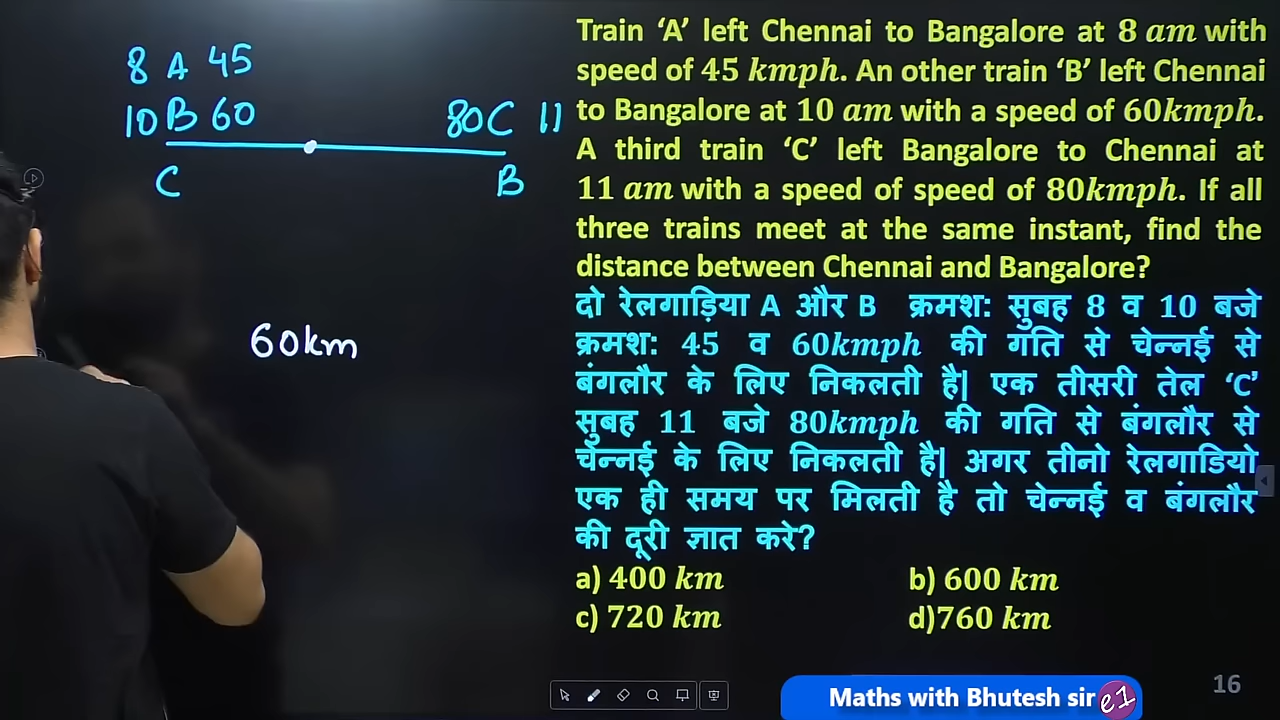 8 A 45
10 B 60
80 C 11
C
B
60km
Train ‘A’ left Chennai to Bangalore at 8 am with
speed of 45 kmph. An other train ‘B’ left Chennai
to Bangalore at 10 am with a speed of 60kmph.
A third train ‘C’ left Bangalore to Chennai at
11 am with a speed of speed of 80kmph. If all
three trains meet at the same instant, find the
distance between Chennai and Bangalore?
दो रेलगाड़िया A और B क्रमश: सुबह 8 व 10 बजे
क्रमश: 45 व 60kmph की गति से चेन्नई से
बंगलौर के लिए निकलती है| एक तीसरी तेल ‘C’
सुबह 11 बजे 80kmph की गति से बंगलौर से
चेन्नई के लिए निकलती है| अगर तीनो रेलगाडियो
एक ही समय पर मिलती है तो चेन्नई व बंगलौर
की दूरी ज्ञात करे?
a) 400 km b) 600 km
c) 720 km d)760 km
Maths with Bhutesh sir e1
16